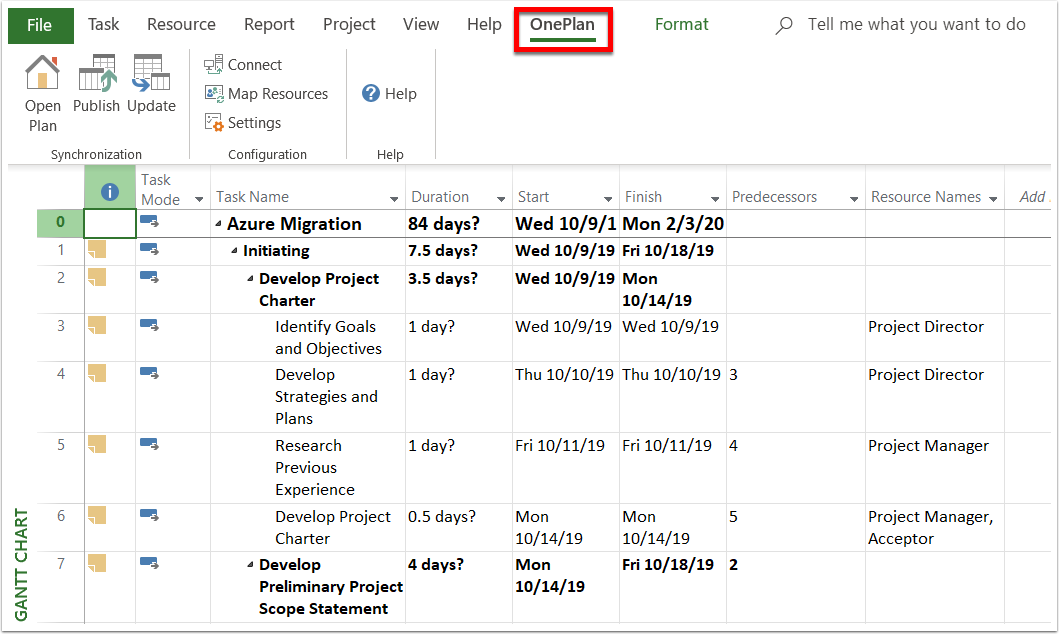 File Task Resource Report Project View Help OnePlan Format Tell me what you want to do
Connect
Map Resources
Settings
Open
Plan
Publish
Update
Help
Synchronization Configuration Help
Task
Mode Task Name Duration Start Finish Predecessors Resource Names Add
0 Azure Migration 84 days? Wed 10/9/1 Mon 2/3/20
1 Initiating 7.5 days? Wed 10/9/19 Fri 10/18/19
2 Develop Project 3.5 days? Wed 10/9/19 Mon
Charter 10/14/19
3 Identify Goals 1 day? Wed 10/9/19 Wed 10/9/19 Project Director
and Objectives
4 Develop 1 day? Thu 10/10/19 Thu 10/10/19 3 Project Director
Strategies and
Plans
5 Research 1 day? Fri 10/11/19 Fri 10/11/19 4 Project Manager
Previous
Experience
6 Develop Project 0.5 days? Mon Mon 5 Project Manager,
Charter 10/14/19 10/14/19 Acceptor
7 Develop 4 days? Mon Fri 10/18/19 2
Preliminary Project 10/14/19
Scope Statement
GANTT CHART